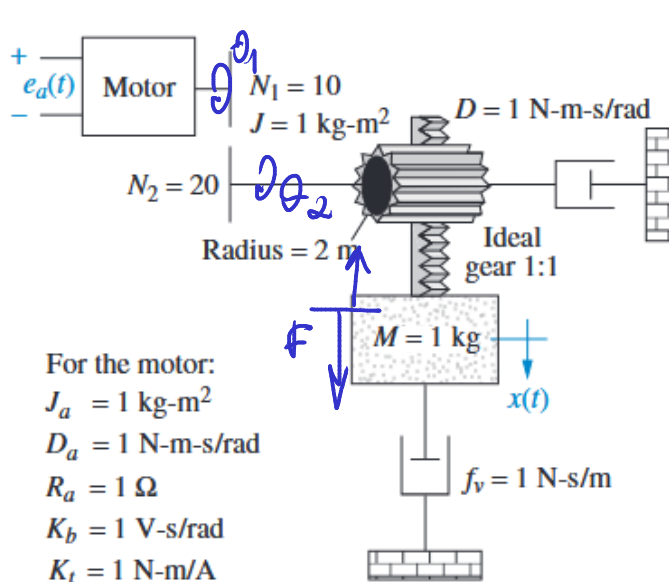 +
eₐ(t)
−
Motor
θ₁
N₁ = 10
J = 1 kg-m²
D = 1 N-m-s/rad
N₂ = 20
θ₂
Radius = 2 m
Ideal
gear 1:1
F
M = 1 kg
x(t)
fᵥ = 1 N-s/m
For the motor:
Jₐ = 1 kg-m²
Dₐ = 1 N-m-s/rad
Rₐ = 1 Ω
K_b = 1 V-s/rad
Kₜ = 1 N-m/A